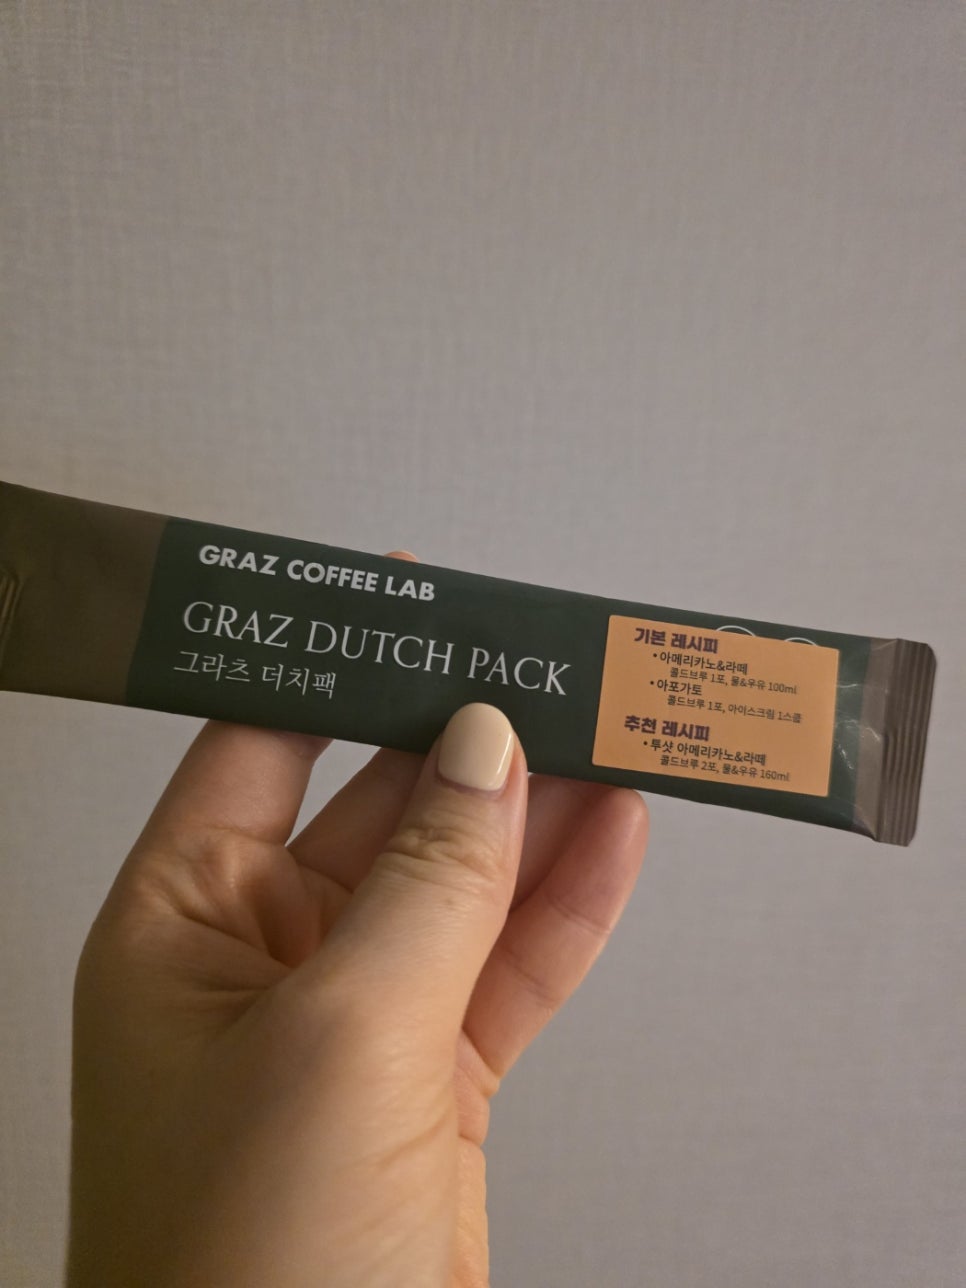 GRAZ COFFEE LAB
GRAZ DUTCH PACK
그라츠 더치팩
기본 레시피
•아메리카노&라떼
콜드브루 1포, 물&우유 100ml
•아포가토
콜드브루 1포, 아이스크림 1스쿱
추천 레시피
•투샷 아메리카노&라떼
콜드브루 2포, 물&우유 160ml